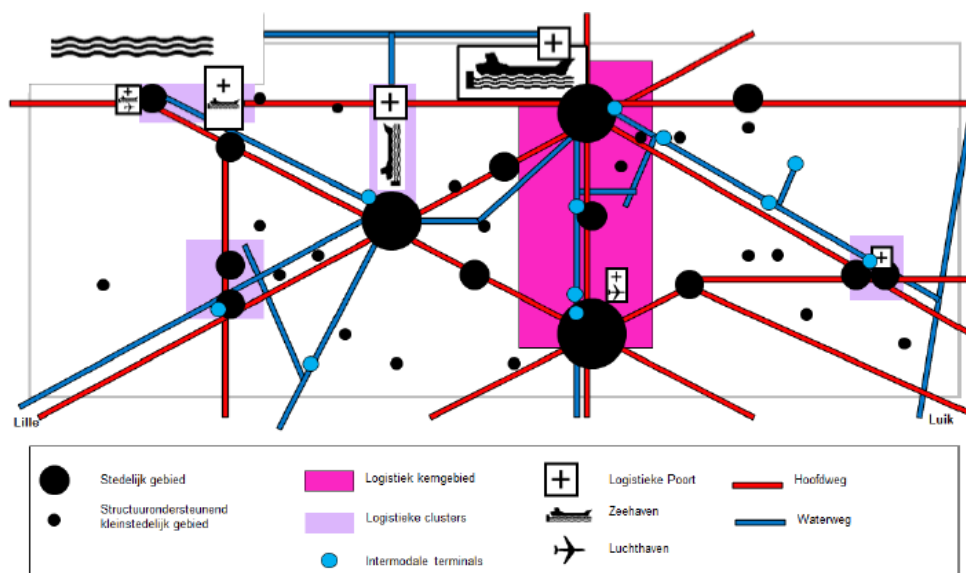 Lille
Luik
Stedelijk gebied
Structuurondersteunend
kleinstedelijk gebied
Logistiek kerngebied
Logistieke clusters
Intermodale terminals
Logistieke Poort
Zeehaven
Luchthaven
Hoofdweg
Waterweg